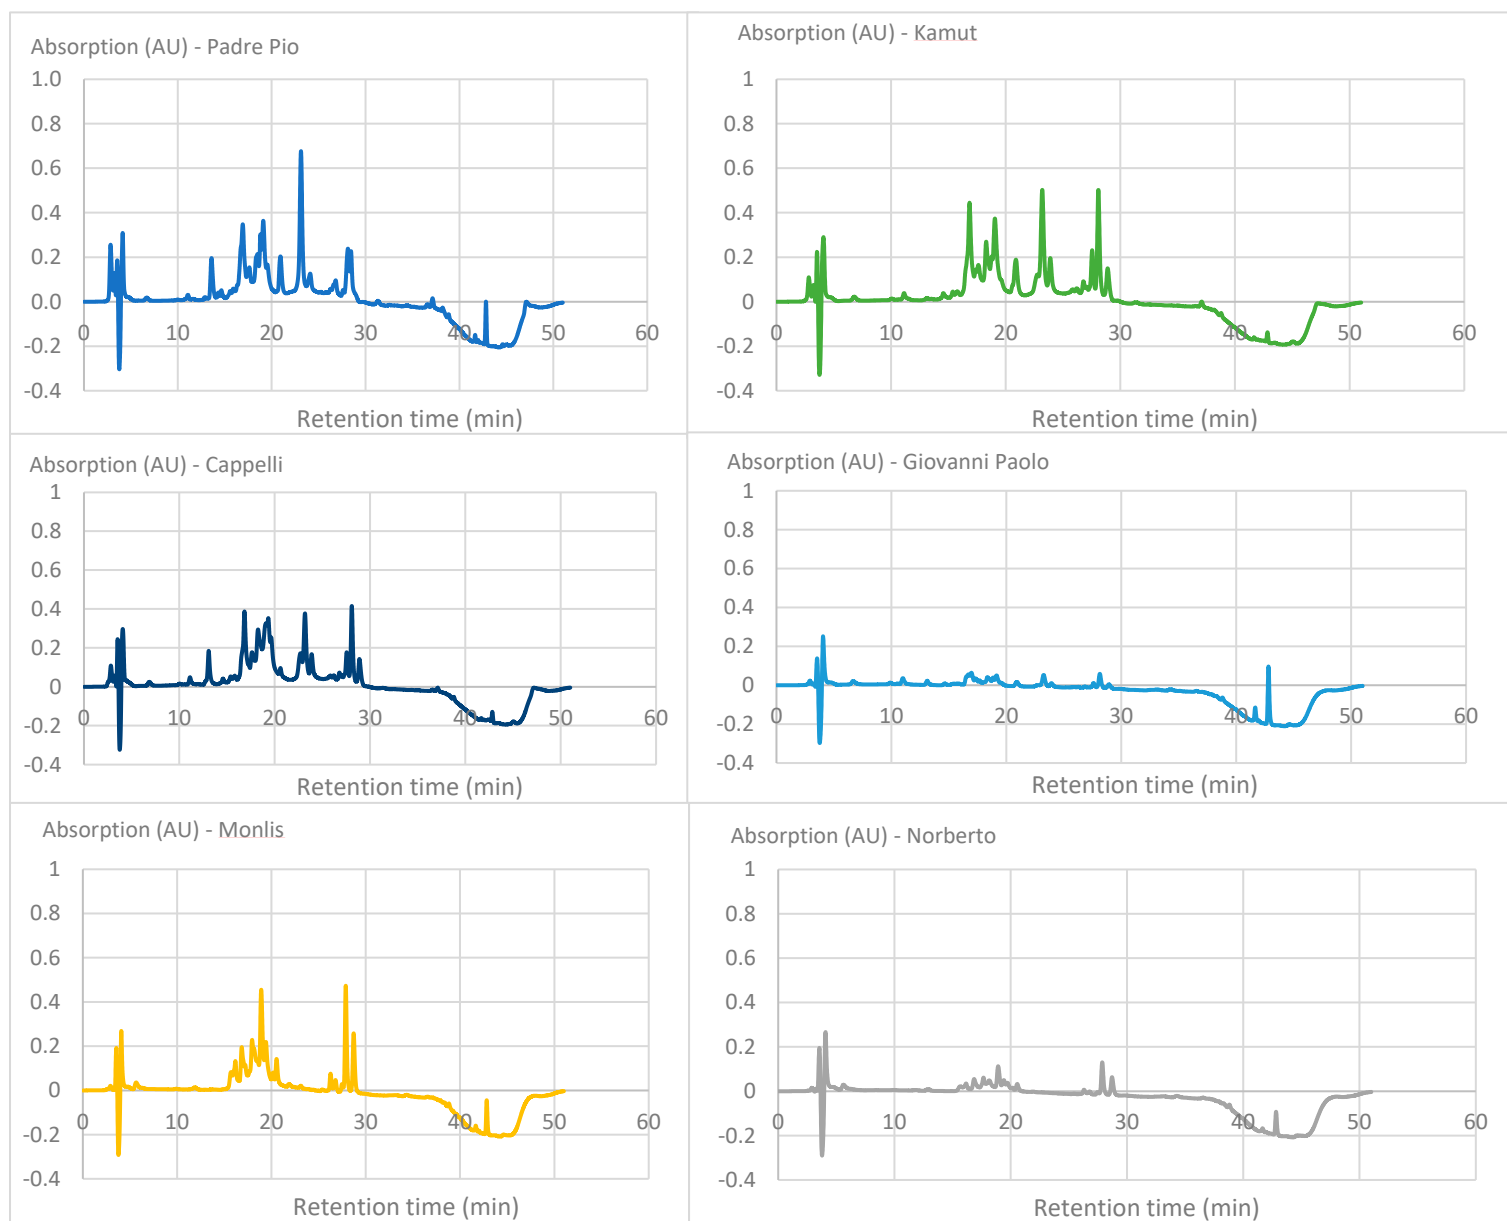 Absorption (AU) - Padre Pio
1.0
0.8
0.6
0.4
0.2
0.0
-0.2
-0.4
0 10 20 30 40 50 60
Retention time (min)
Absorption (AU) - Kamut
1
0.8
0.6
0.4
0.2
0
-0.2
-0.4
0 10 20 30 40 50 60
Retention time (min)
Absorption (AU) - Cappelli
1
0.8
0.6
0.4
0.2
0
-0.2
-0.4
0 10 20 30 40 50 60
Retention time (min)
Absorption (AU) - Giovanni Paolo
1
0.8
0.6
0.4
0.2
0
-0.2
-0.4
0 10 20 30 40 50 60
Retention time (min)
Absorption (AU) - Monlis
1
0.8
0.6
0.4
0.2
0
-0.2
-0.4
0 10 20 30 40 50 60
Retention time (min)
Absorption (AU) - Norberto
1
0.8
0.6
0.4
0.2
0
-0.2
-0.4
0 10 20 30 40 50 60
Retention time (min)